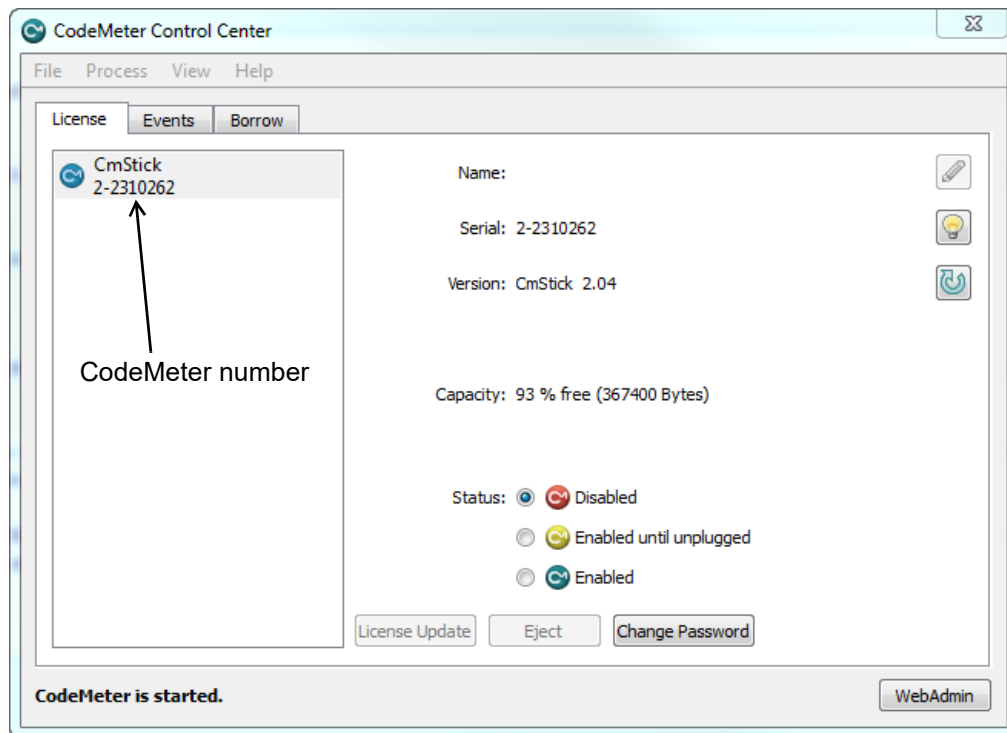 CodeMeter Control Center
File Process View Help
License Events Borrow
CmStick
2-2310262
CodeMeter number
Name:
Serial: 2-2310262
Version: CmStick 2.04
Capacity: 93 % free (367400 Bytes)
Status: Disabled
Enabled until unplugged
Enabled
License Update Eject Change Password
CodeMeter is started.
WebAdmin